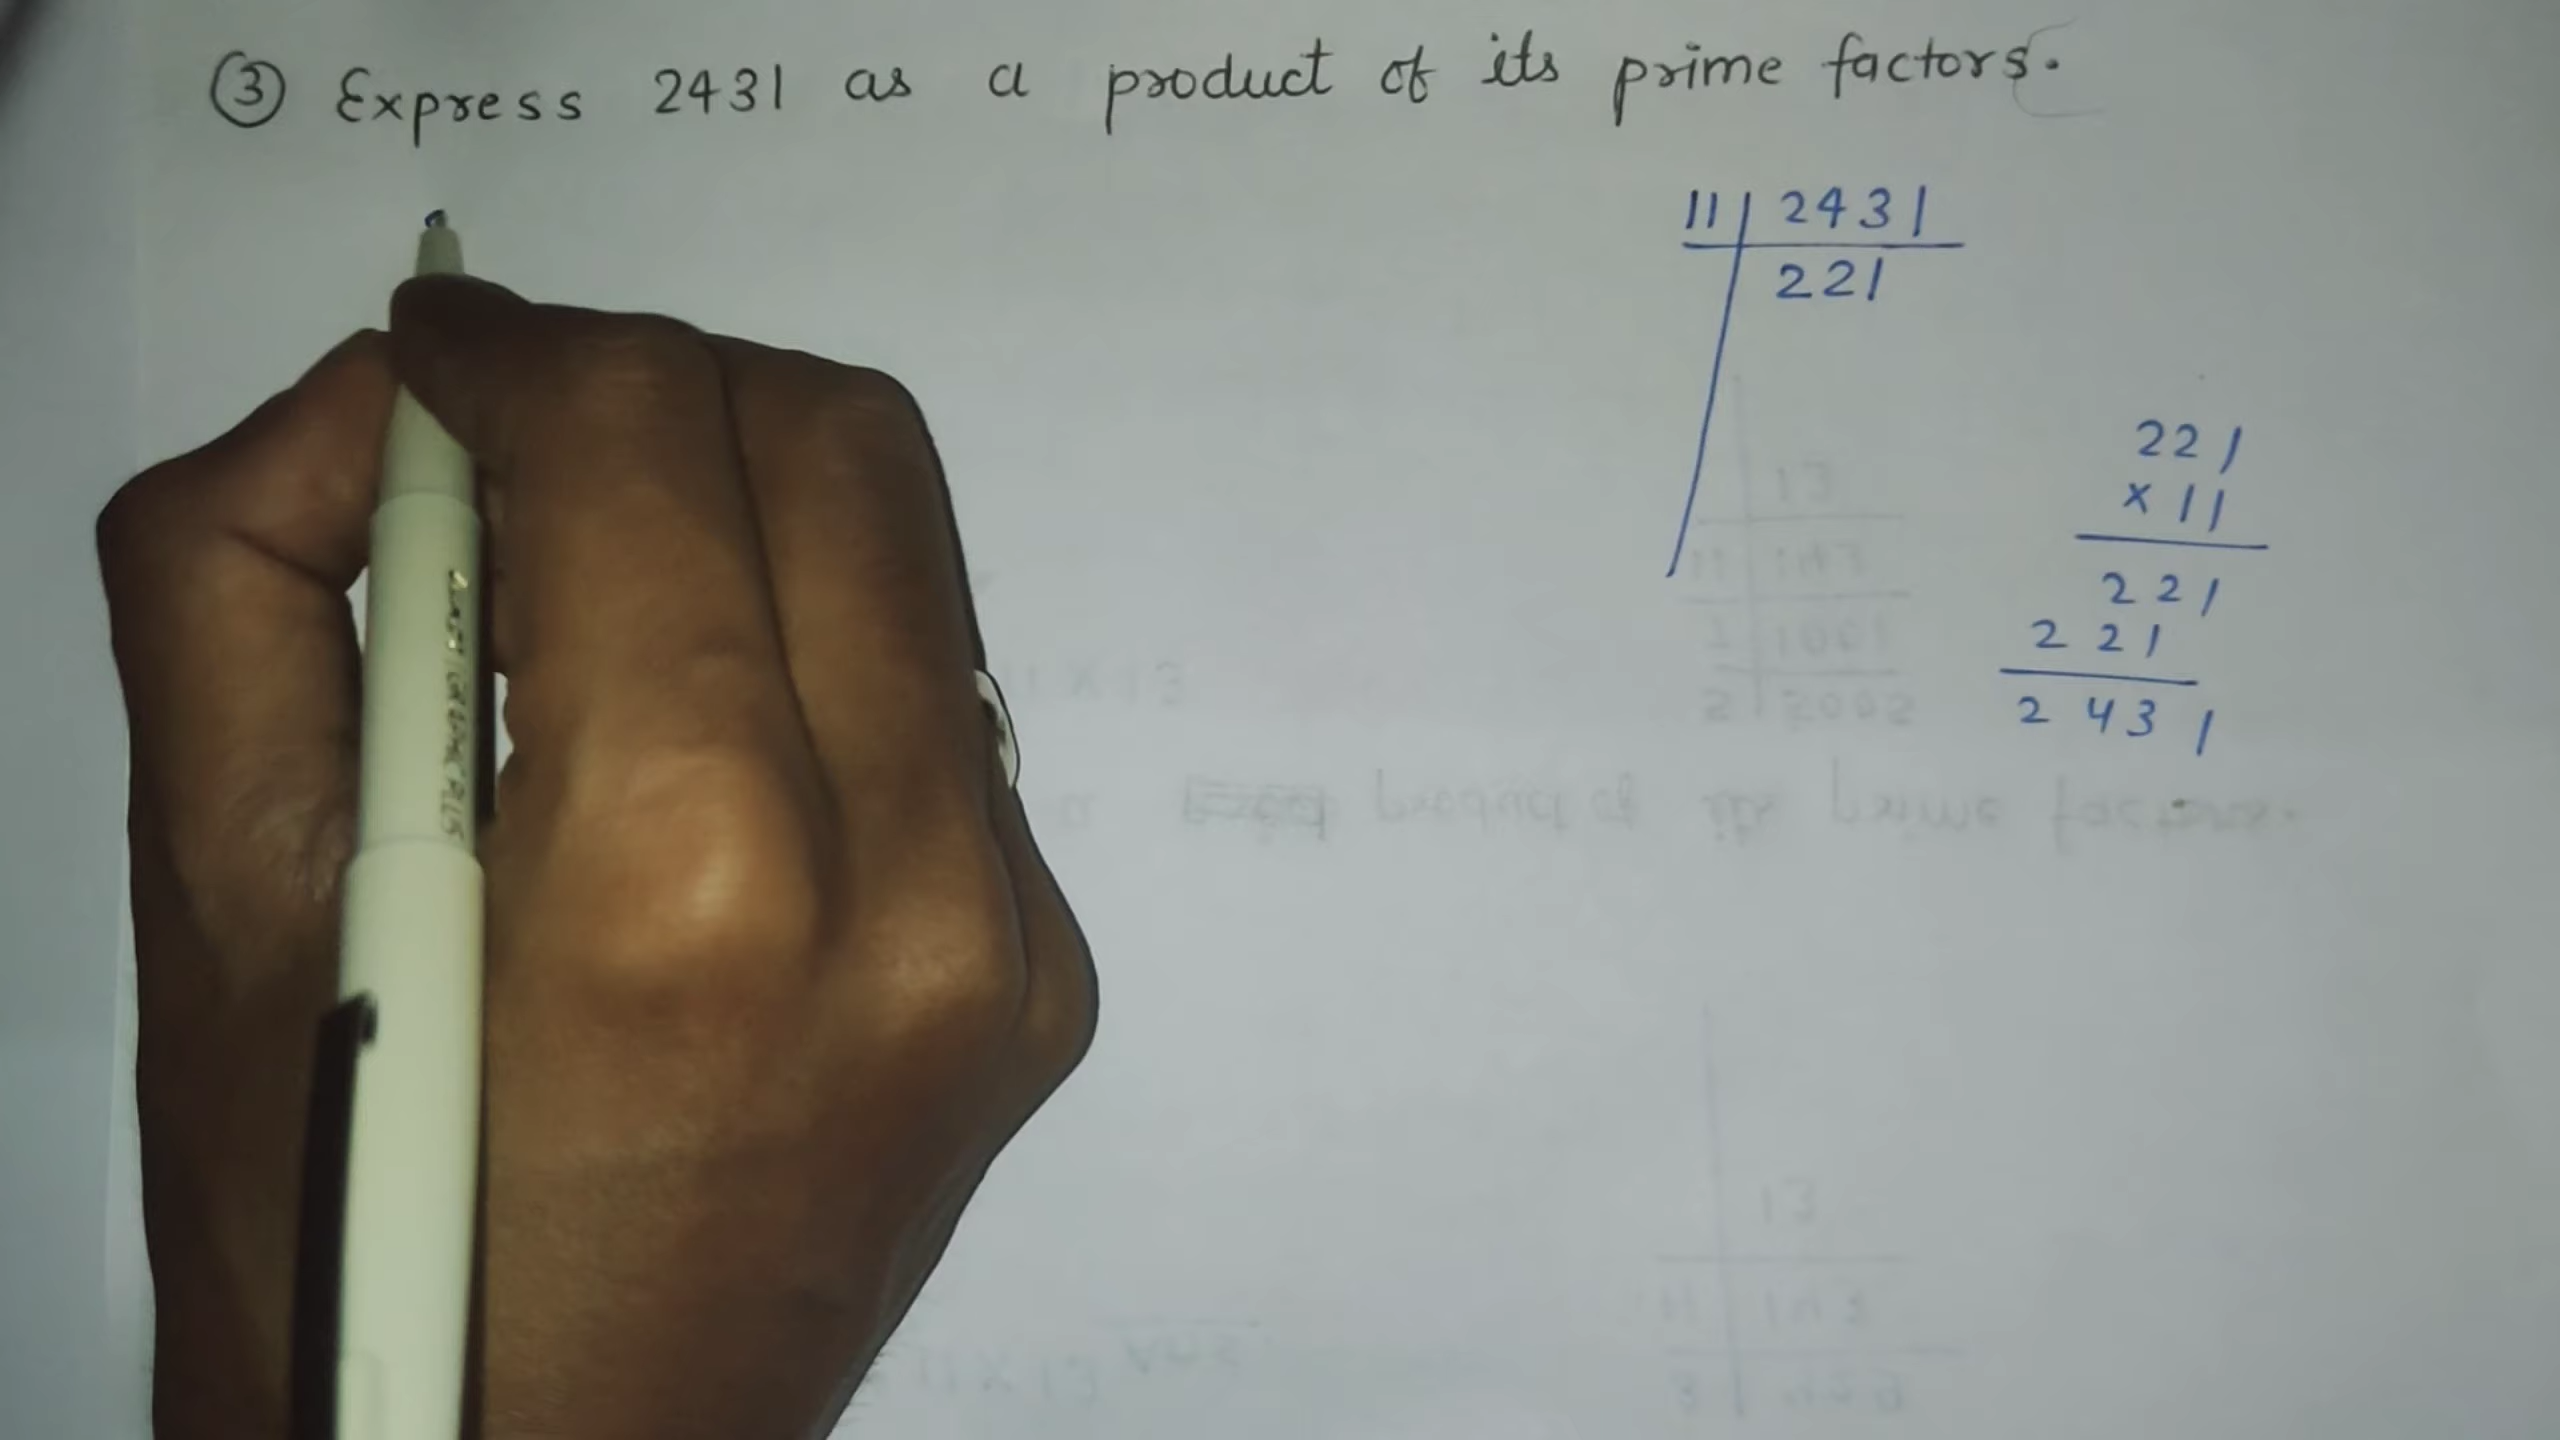 ③ Express 2431 as a product of its prime factors.
11 | 2431
221
221
x 11
221
221
2431